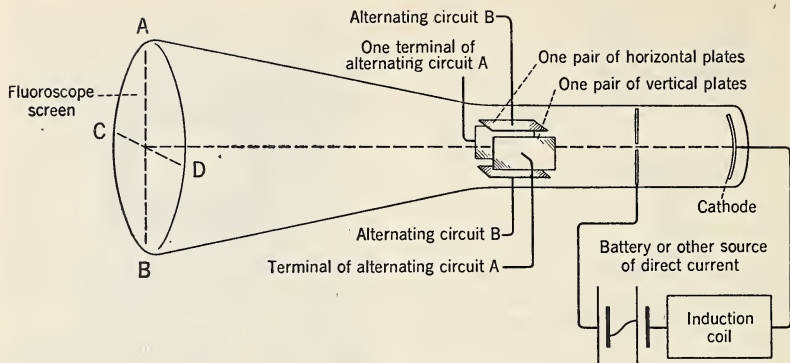 Alternating circuit B
A
One terminal of
alternating circuit A
One pair of horizontal plates
One pair of vertical plates
Fluoroscope
screen
C
D
Cathode
B
Alternating circuit B
Terminal of alternating circuit A
Battery or other source
of direct current
Induction
coil